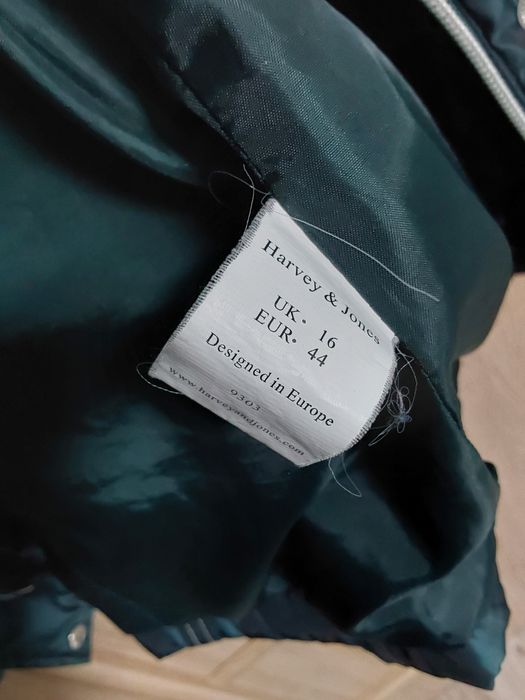 Harvey & Jones
UK• 16
EUR• 44
Designed in Europe
9303
www.harveyandjones.com